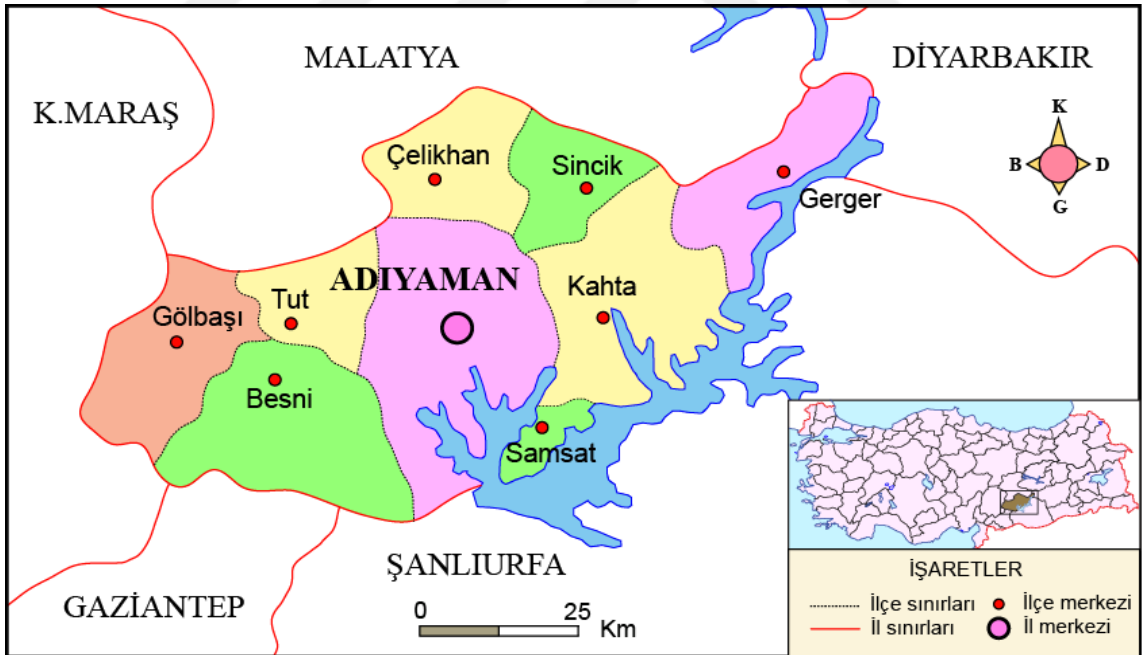 MALATYA
DİYARBAKIR
K.MARAŞ
K
B
D
G
Çelikhan
Sincik
Gerger
ADIYAMAN
Kahta
Tut
Gölbaşı
Besni
Samsat
ŞANLIURFA
GAZİANTEP
0 25
Km
İŞARETLER
İlçe sınırları
İlçe merkezi
İl sınırları
İl merkezi